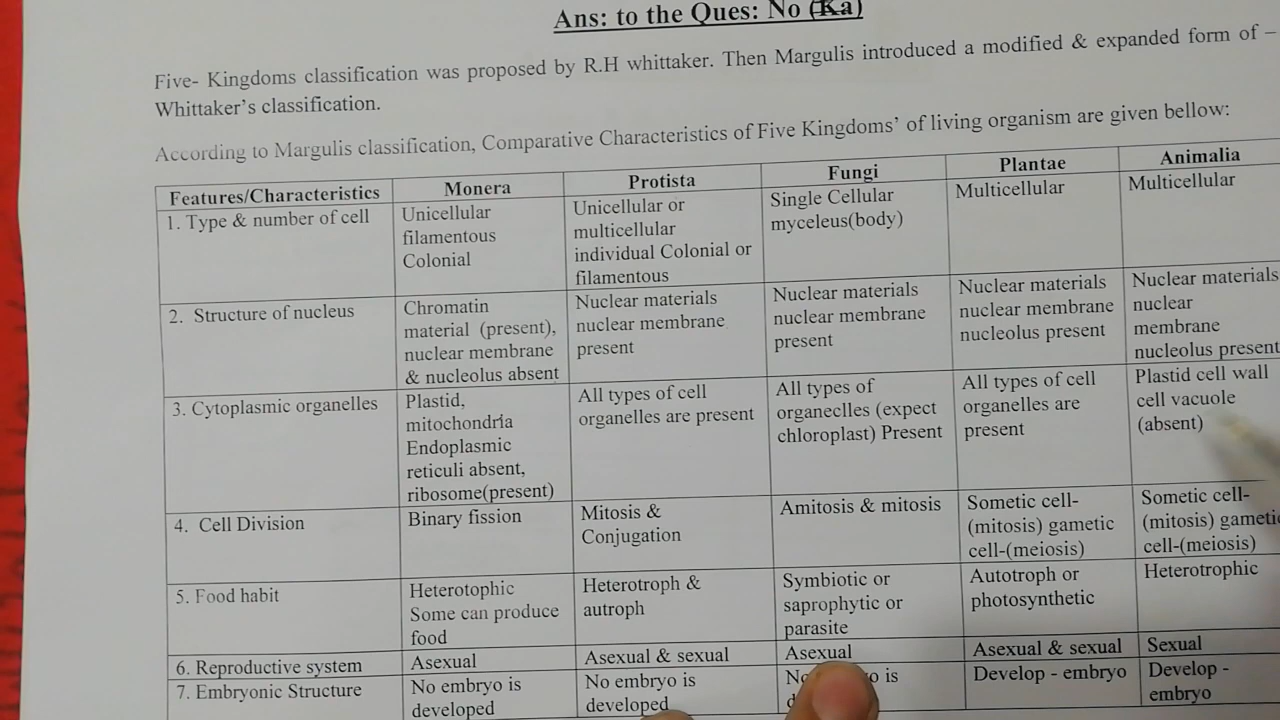 Ans: to the Ques: No (Ka)
Five- Kingdoms classification was proposed by R.H whittaker. Then Margulis introduced a modified & expanded form of –
Whittaker's classification.
According to Margulis classification, Comparative Characteristics of Five Kingdoms' of living organism are given bellow:
Features/Characteristics
Monera
Protista
Fungi
Plantae
Animalia
1. Type & number of cell
Unicellular
filamentous
Colonial
Unicellular or
multicellular
individual Colonial or
filamentous
Single Cellular
myceleus(body)
Multicellular
Multicellular
2. Structure of nucleus
Chromatin
material (present),
nuclear membrane
& nucleolus absent
Nuclear materials
nuclear membrane
present
Nuclear materials
nuclear membrane
present
Nuclear materials
nuclear membrane
nucleolus present
Nuclear materials
nuclear
membrane
nucleolus present
3. Cytoplasmic organelles
Plastid,
mitochondria
Endoplasmic
reticuli absent,
ribosome(present)
All types of cell
organelles are present
All types of
organeclles (expect
chloroplast) Present
All types of cell
organelles are
present
Plastid cell wall
cell vacuole
(absent)
4. Cell Division
Binary fission
Mitosis &
Conjugation
Amitosis & mitosis
Sometic cell-
(mitosis) gametic
cell-(meiosis)
Sometic cell-
(mitosis) gametic
cell-(meiosis)
5. Food habit
Heterotophic
Some can produce
food
Heterotroph &
autroph
Symbiotic or
saprophytic or
parasite
Autotroph or
photosynthetic
Heterotrophic
6. Reproductive system
Asexual
Asexual & sexual
Asexual
Asexual & sexual
Sexual
7. Embryonic Structure
No embryo is
developed
No embryo is
developed
is
Develop - embryo
Develop -
embryo